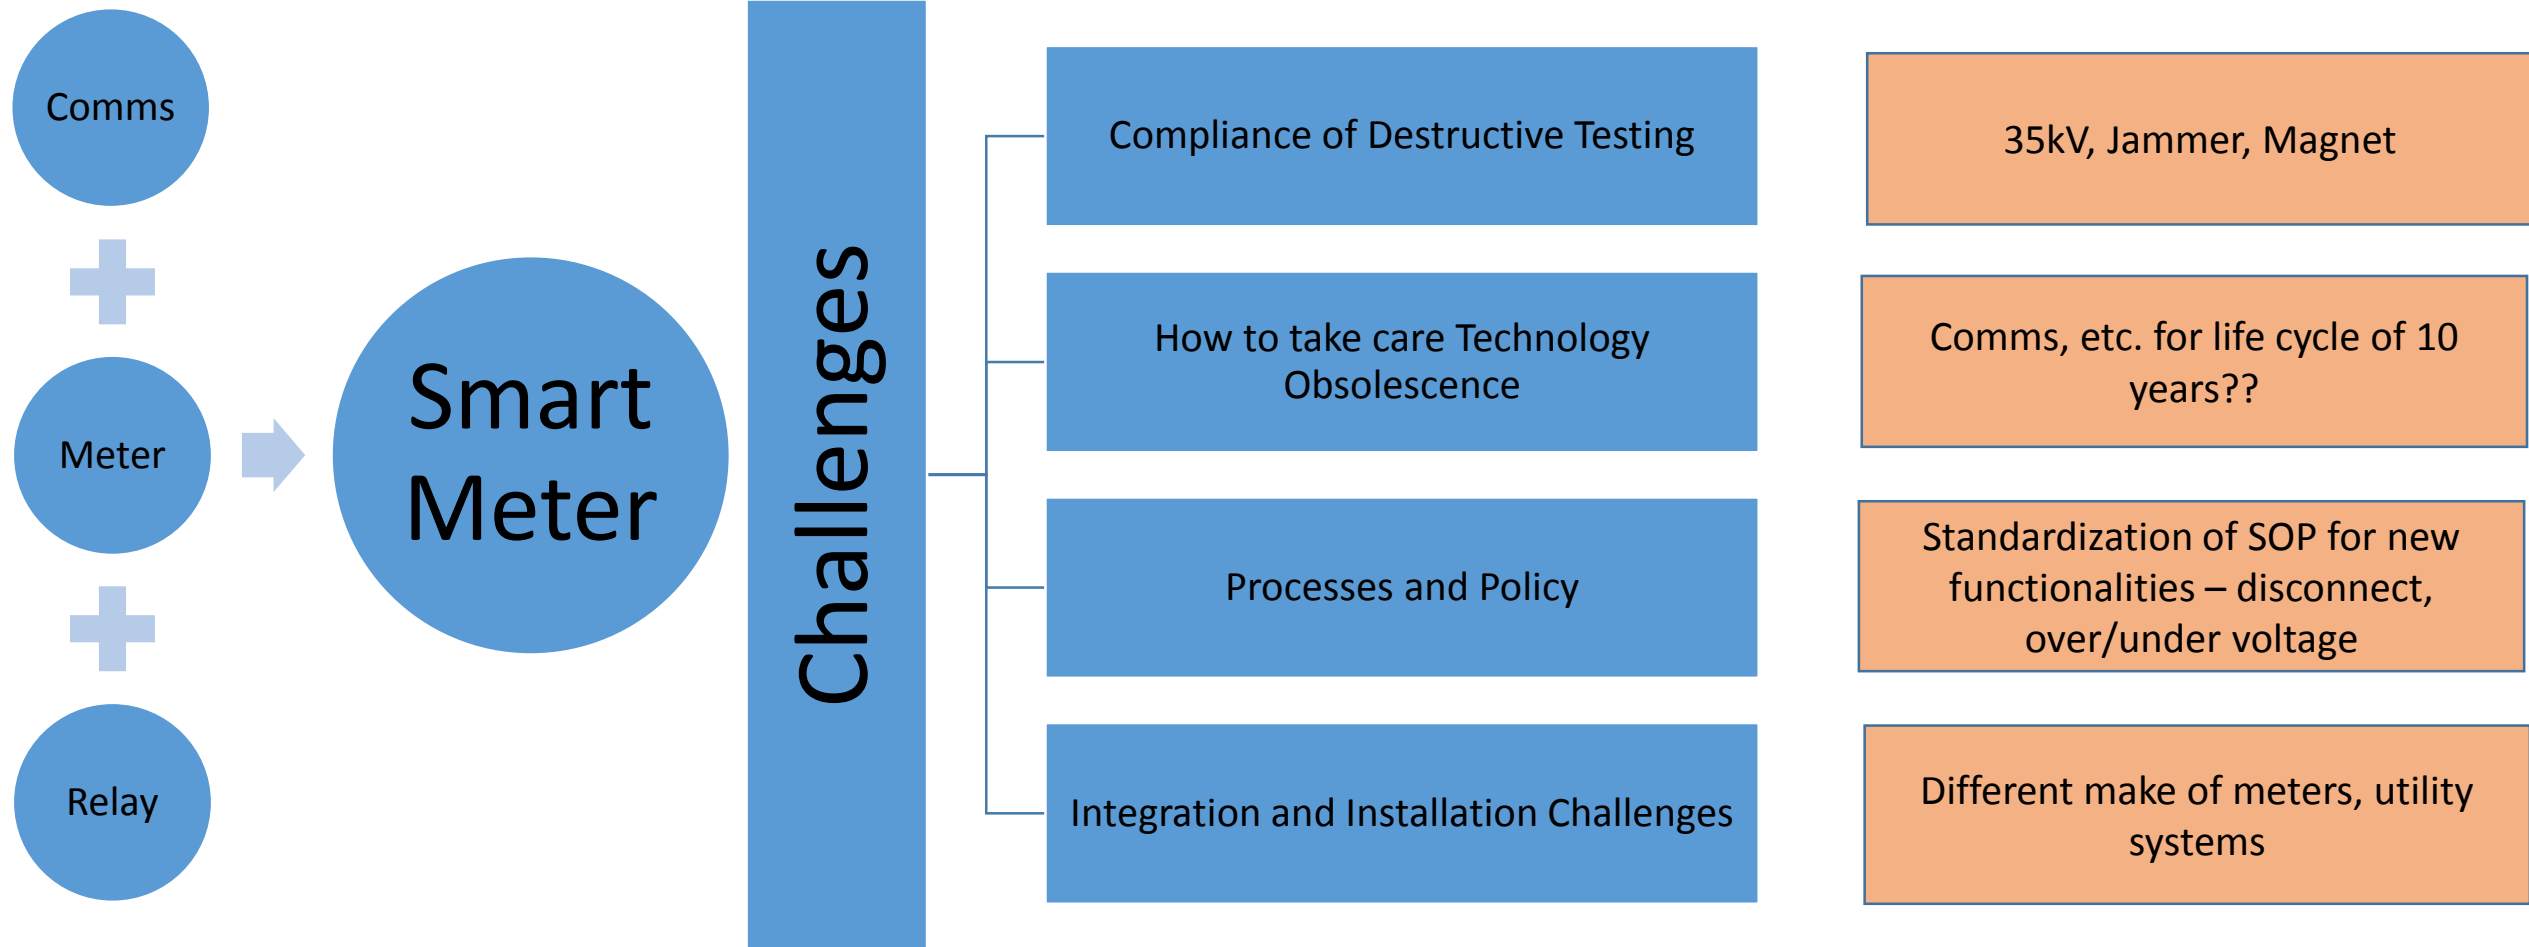 Comms
Meter
Relay
Smart
Meter
Challenges
Compliance of Destructive Testing
35kV, Jammer, Magnet
How to take care Technology
Obsolescence
Comms, etc. for life cycle of 10
years??
Processes and Policy
Standardization of SOP for new
functionalities – disconnect,
over/under voltage
Integration and Installation Challenges
Different make of meters, utility
systems